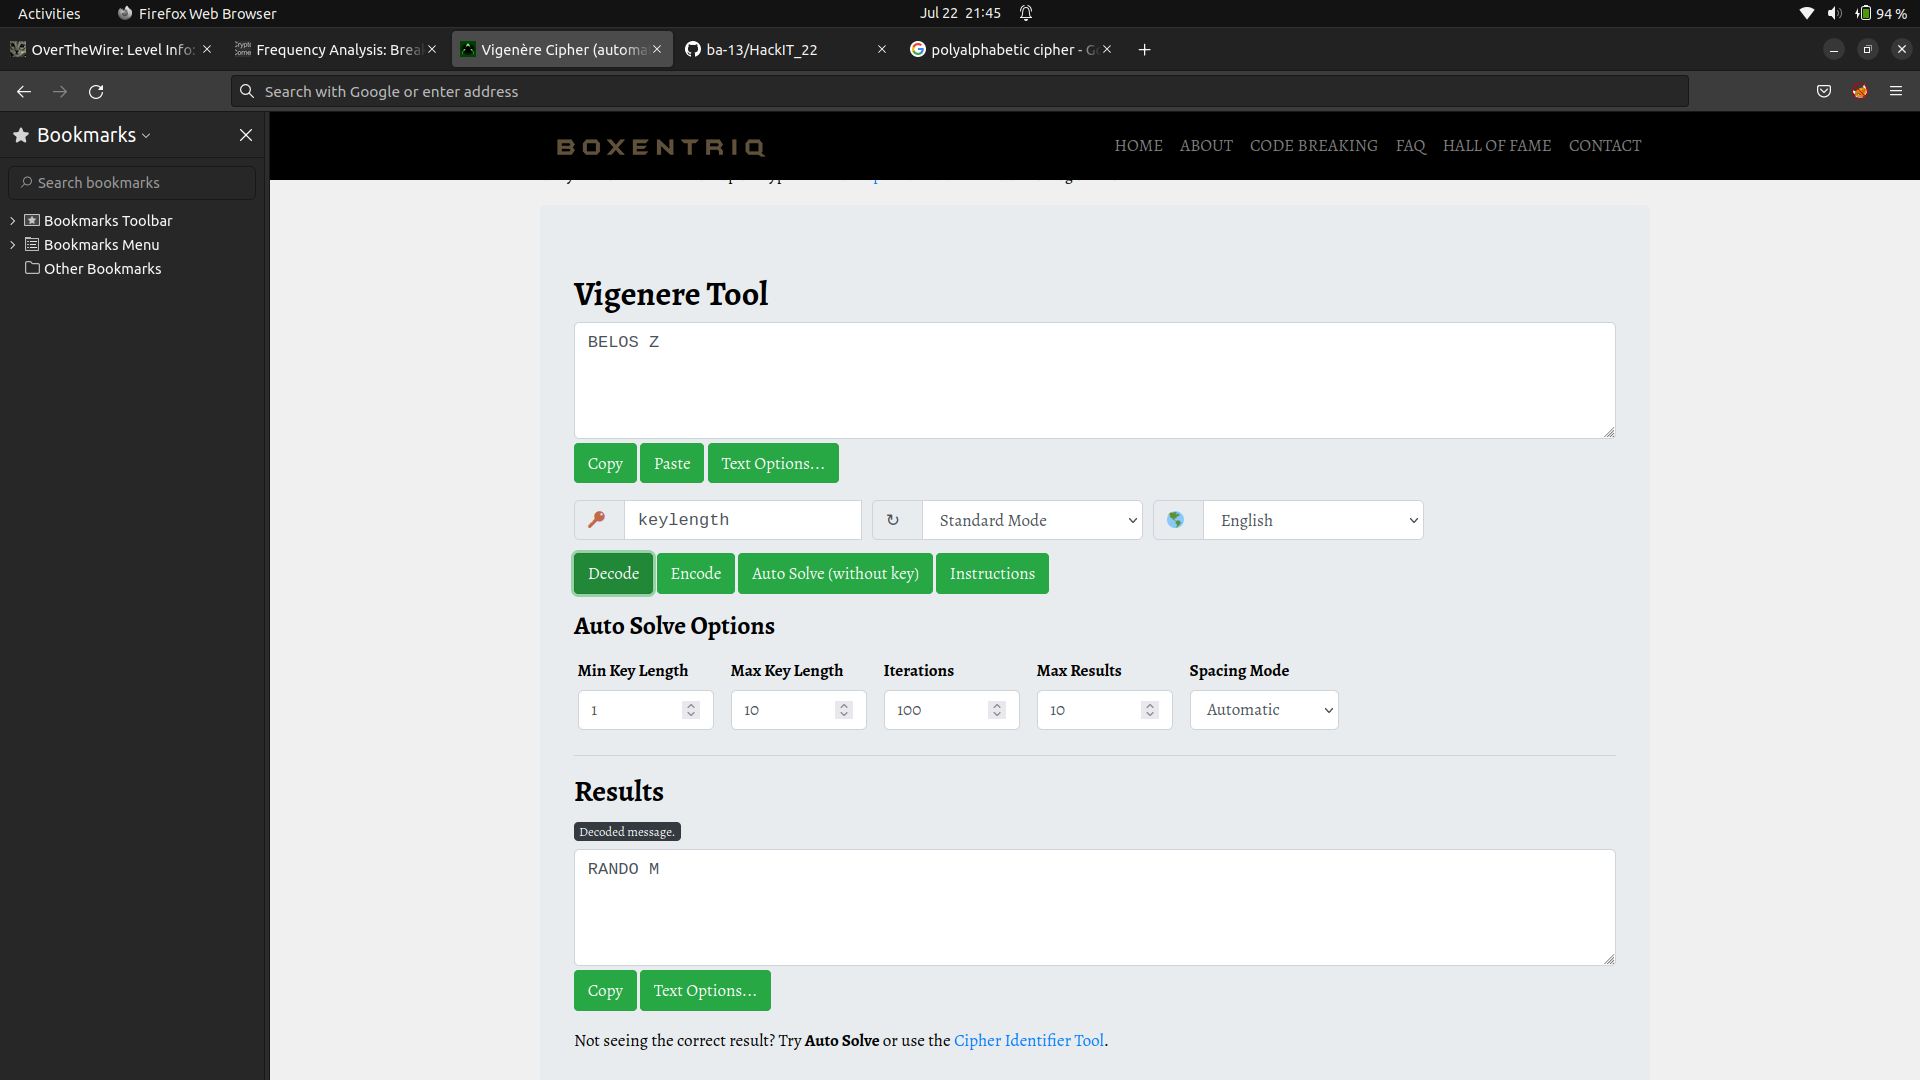 Activities
Firefox Web Browser
Jul 22 21:45
94 %
OverTheWire: Level Info:
Frequency Analysis: Brea
Vigenère Cipher (automa
ba-13/HackIT_22
polyalphabetic cipher - Go
Search with Google or enter address
Bookmarks
Search bookmarks
Bookmarks Toolbar
Bookmarks Menu
Other Bookmarks
BOXENTRIQ
HOME ABOUT CODE BREAKING FAQ HALL OF FAME CONTACT
Vigenere Tool
BELOS Z
Copy Paste Text Options...
keylength Standard Mode English
Decode Encode Auto Solve (without key) Instructions
Auto Solve Options
Min Key Length Max Key Length Iterations Max Results Spacing Mode
1 10 100 10 Automatic
Results
Decoded message.
RANDO M
Copy Text Options...
Not seeing the correct result? Try Auto Solve or use the Cipher Identifier Tool.